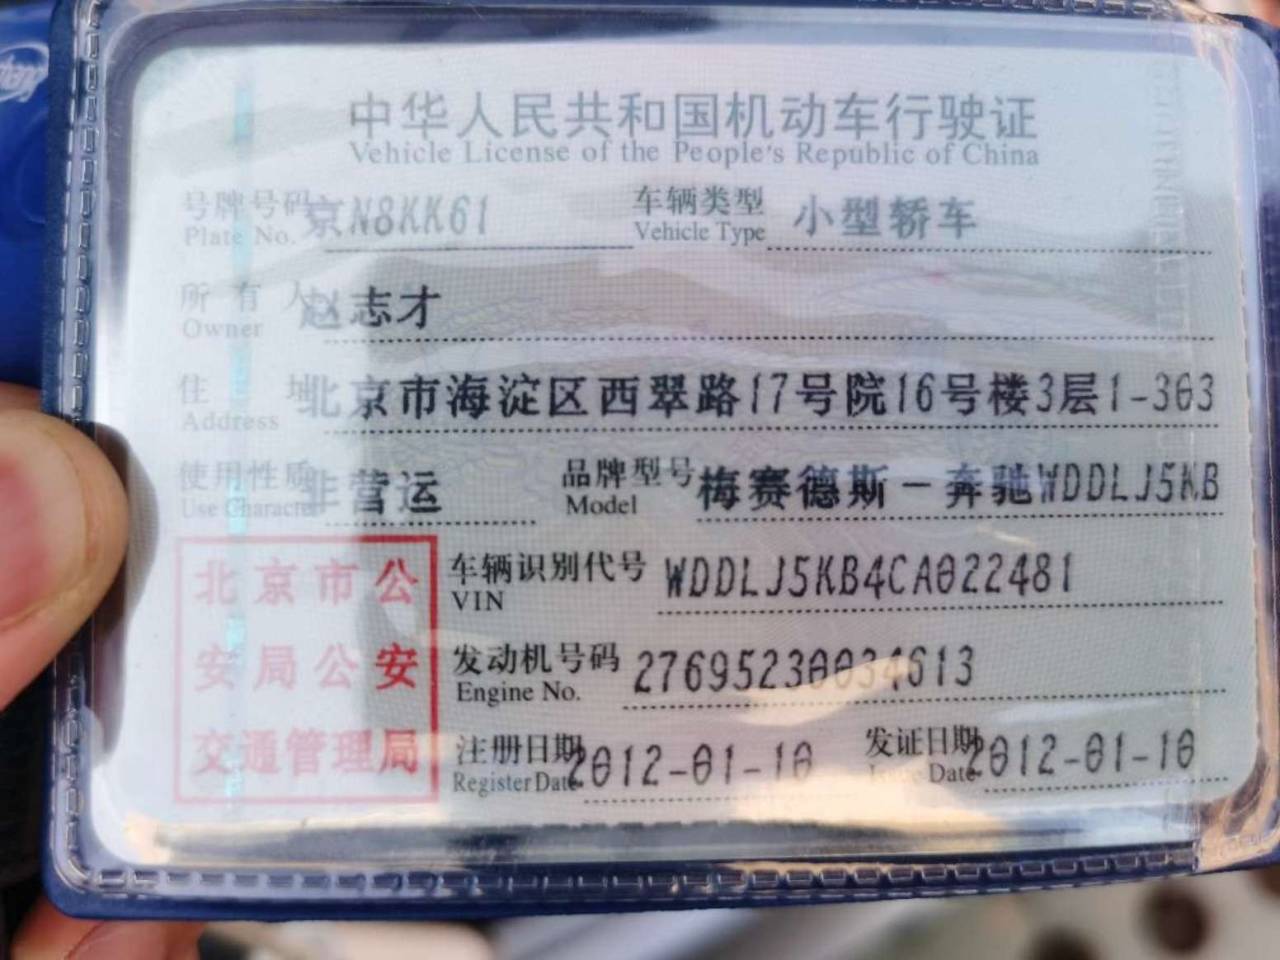 中华人民共和国机动车行驶证
Vehicle License of the People's Republic of China
号牌号码 京N8KK61 车辆类型 小型轿车
Plate No. Vehicle Type
所有人 赵志才
Owner
住址 北京市海淀区西翠路17号院16号楼3层1-303
Address
使用性质 非营运 品牌型号 梅赛德斯－奔驰WDDLJ5KB
Use Character Model
北京市公
安局公安
交通管理局
车辆识别代号 WDDLJ5KB4CA022481
VIN
发动机号码 27695230034613
Engine No.
注册日期 2012-01-10 发证日期 2012-01-10
Register Date Issue Date